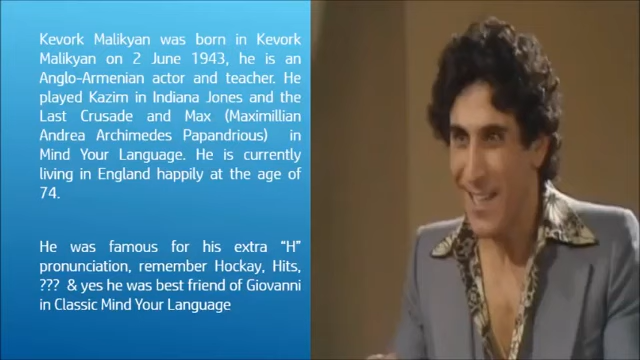 Kevork Malikyan was born in Kevork
Malikyan on 2 June 1943, he is an
Anglo-Armenian actor and teacher. He
played Kazim in Indiana Jones and the
Last Crusade and Max (Maximillian
Andrea Archimedes Papandrious) in
Mind Your Language. He is currently
living in England happily at the age of
74.
He was famous for his extra “H”
pronunciation, remember Hockay, Hits,
??? & yes he was best friend of Giovanni
in Classic Mind Your Language